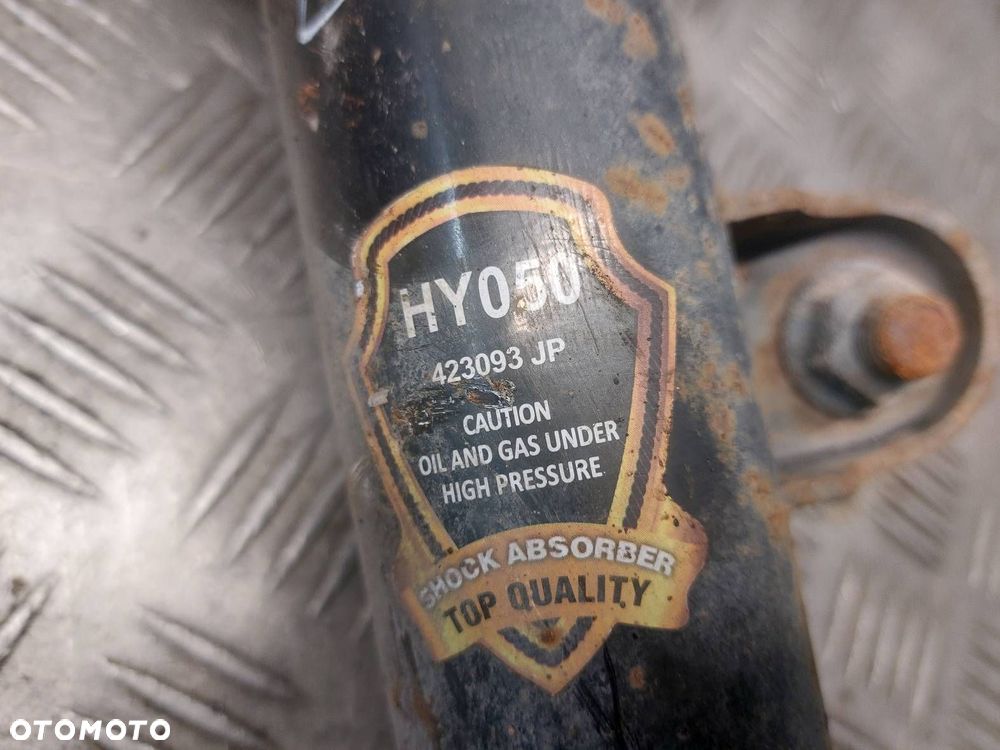 HY050
423093 JP
CAUTION
OIL AND GAS UNDER
HIGH PRESSURE
SHOCK ABSORBER
TOP QUALITY
OTOMOTO